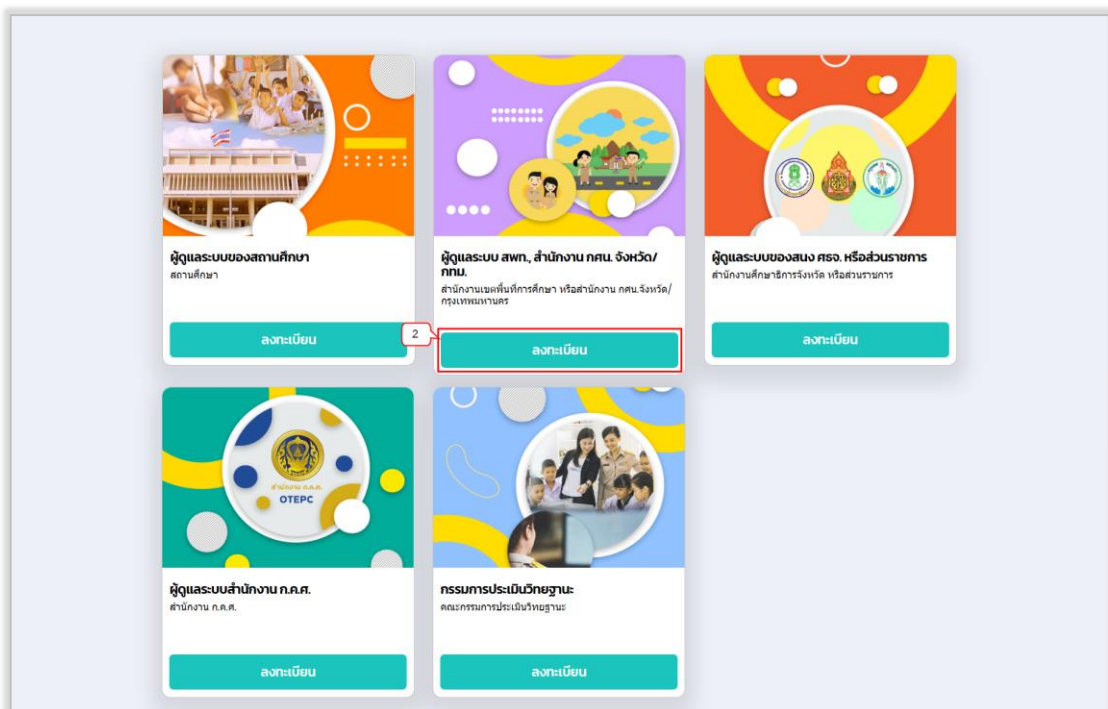 ผู้ดูแลระบบของสถานศึกษา
สถานศึกษา
ลงทะเบียน
ผู้ดูแลระบบ สพท., สำนักงาน กศน. จังหวัด/
กทม.
สำนักงานเขตพื้นที่การศึกษา หรือสำนักงาน กศน.จังหวัด/
กรุงเทพมหานคร
2
ลงทะเบียน
ผู้ดูแลระบบของสนง ศธจ. หรือส่วนราชการ
สำนักงานศึกษาธิการจังหวัด หรือส่วนราชการ
ลงทะเบียน
สำนักงาน ก.ค.ศ.
OTEPC
ผู้ดูแลระบบสำนักงาน ก.ค.ศ.
สำนักงาน ก.ค.ศ.
ลงทะเบียน
กรรมการประเมินวิทยฐานะ
คณะกรรมการประเมินวิทยฐานะ
ลงทะเบียน